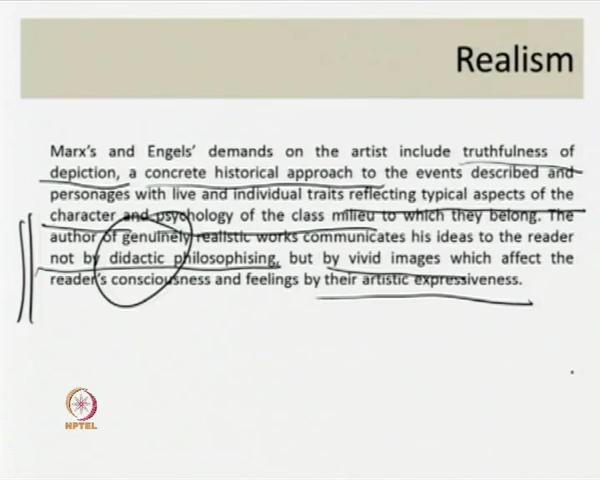 Realism
Marx's and Engels' demands on the artist include truthfulness of
depiction, a concrete historical approach to the events described and
personages with live and individual traits reflecting typical aspects of the
character and psychology of the class milieu to which they belong. The
author of genuinely realistic works communicates his ideas to the reader
not by didactic philosophising, but by vivid images which affect the
reader's consciousness and feelings by their artistic expressiveness.
NPTEL